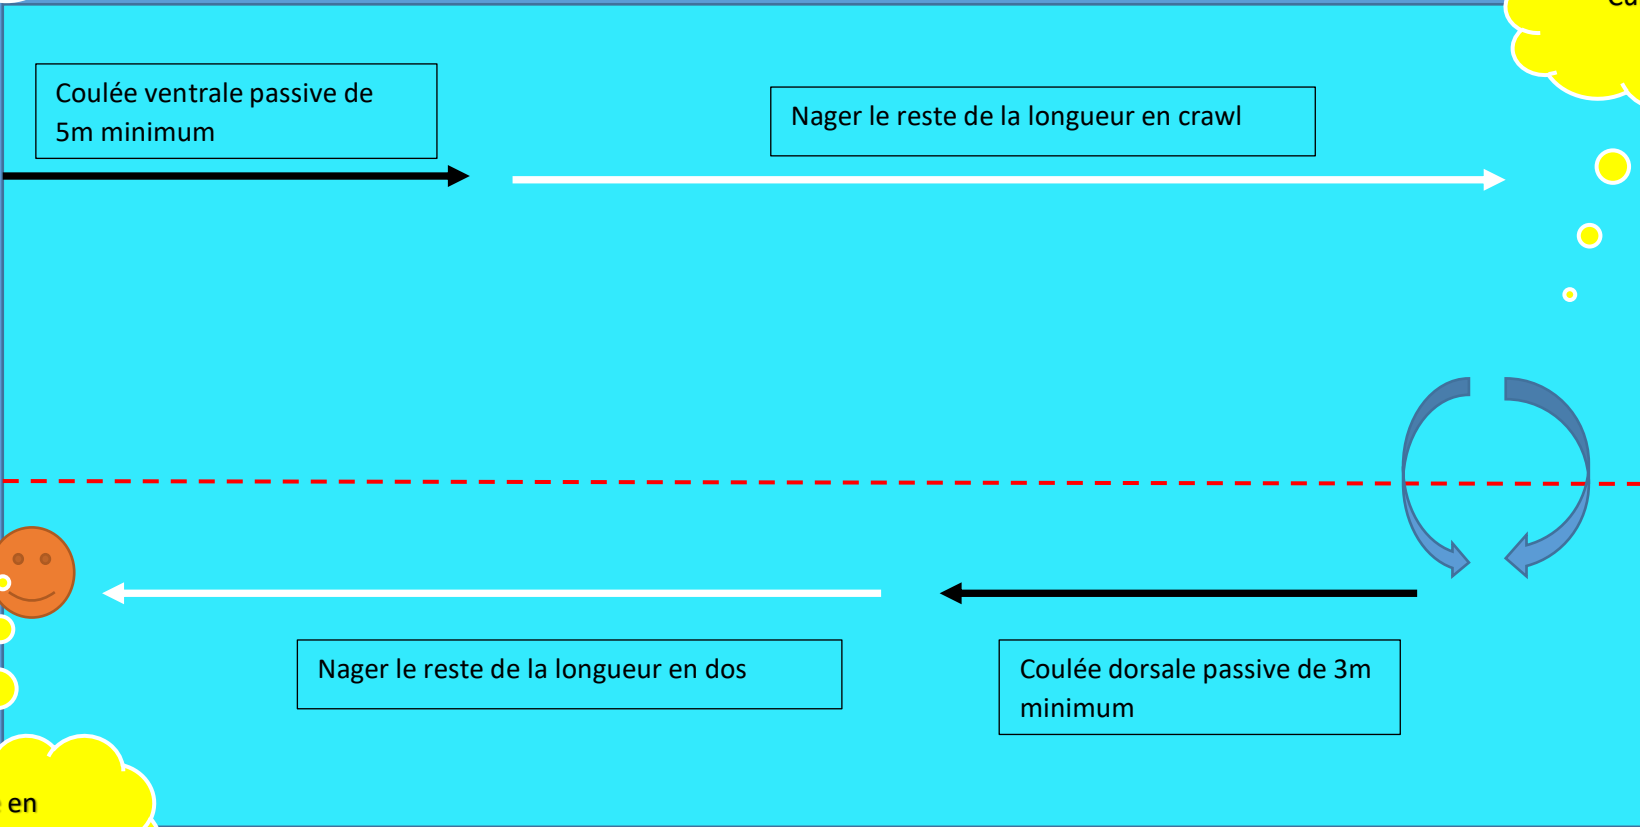 Coulée ventrale passive de
5m minimum
Nager le reste de la longueur en crawl
Nager le reste de la longueur en dos
Coulée dorsale passive de 3m
minimum
en